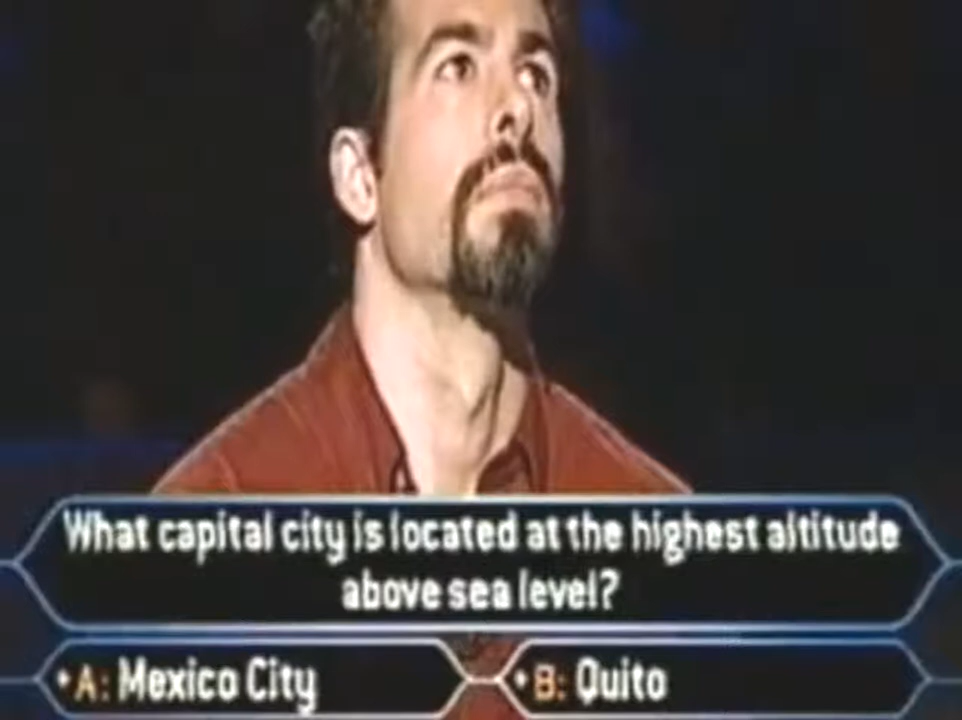 What capital city is located at the highest altitude
above sea level?
A: Mexico City
B: Quito